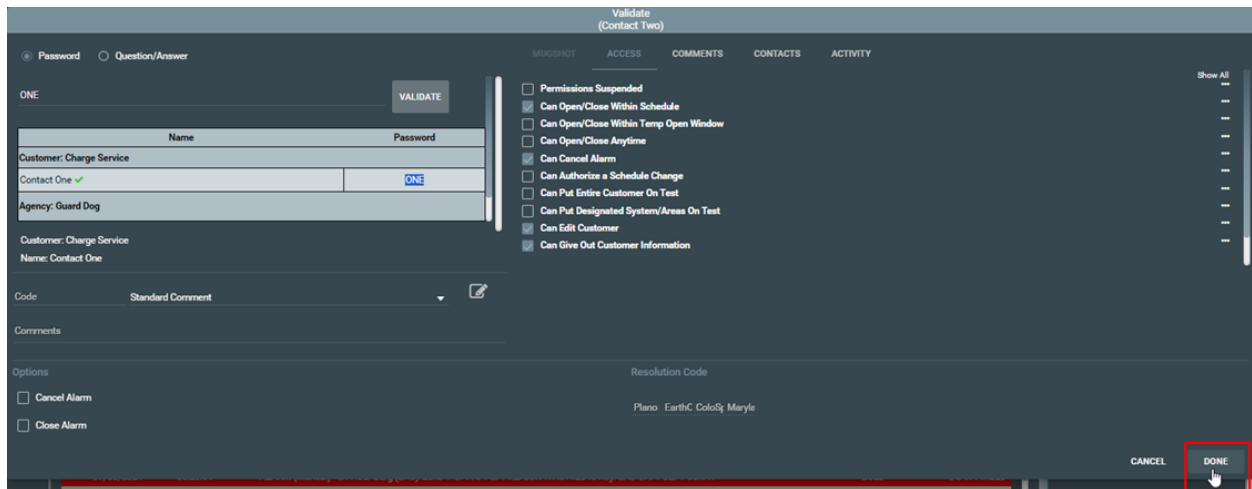 Validate
(Contact Two)
Password
Question/Answer
ONE
VALIDATE
Name Password
Customer: Charge Service
Contact One ONE
Agency: Guard Dog
Customer: Charge Service
Name: Contact One
Code Standard Comment
Comments
MUGSHOT ACCESS COMMENTS CONTACTS ACTIVITY
Show All
Permissions Suspended
Can Open/Close Within Schedule
Can Open/Close Within Temp Open Window
Can Open/Close Anytime
Can Cancel Alarm
Can Authorize a Schedule Change
Can Put Entire Customer On Test
Can Put Designated System/Areas On Test
Can Edit Customer
Can Give Out Customer Information
Options
Cancel Alarm
Close Alarm
Resolution Code
Plano EarthC ColoSp Maryla
CANCEL DONE